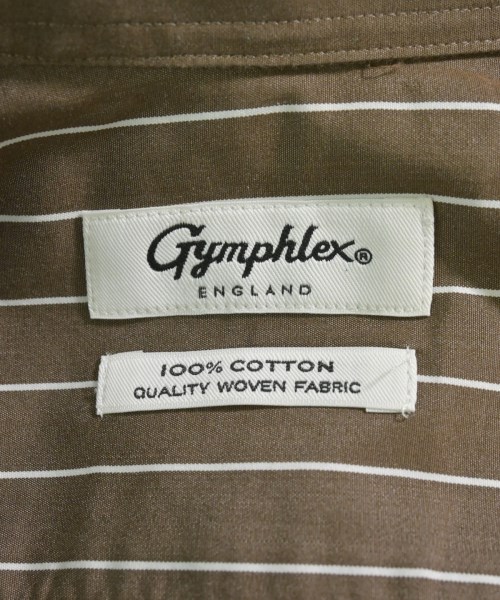 Gymphlex®
ENGLAND
100% COTTON
QUALITY WOVEN FABRIC